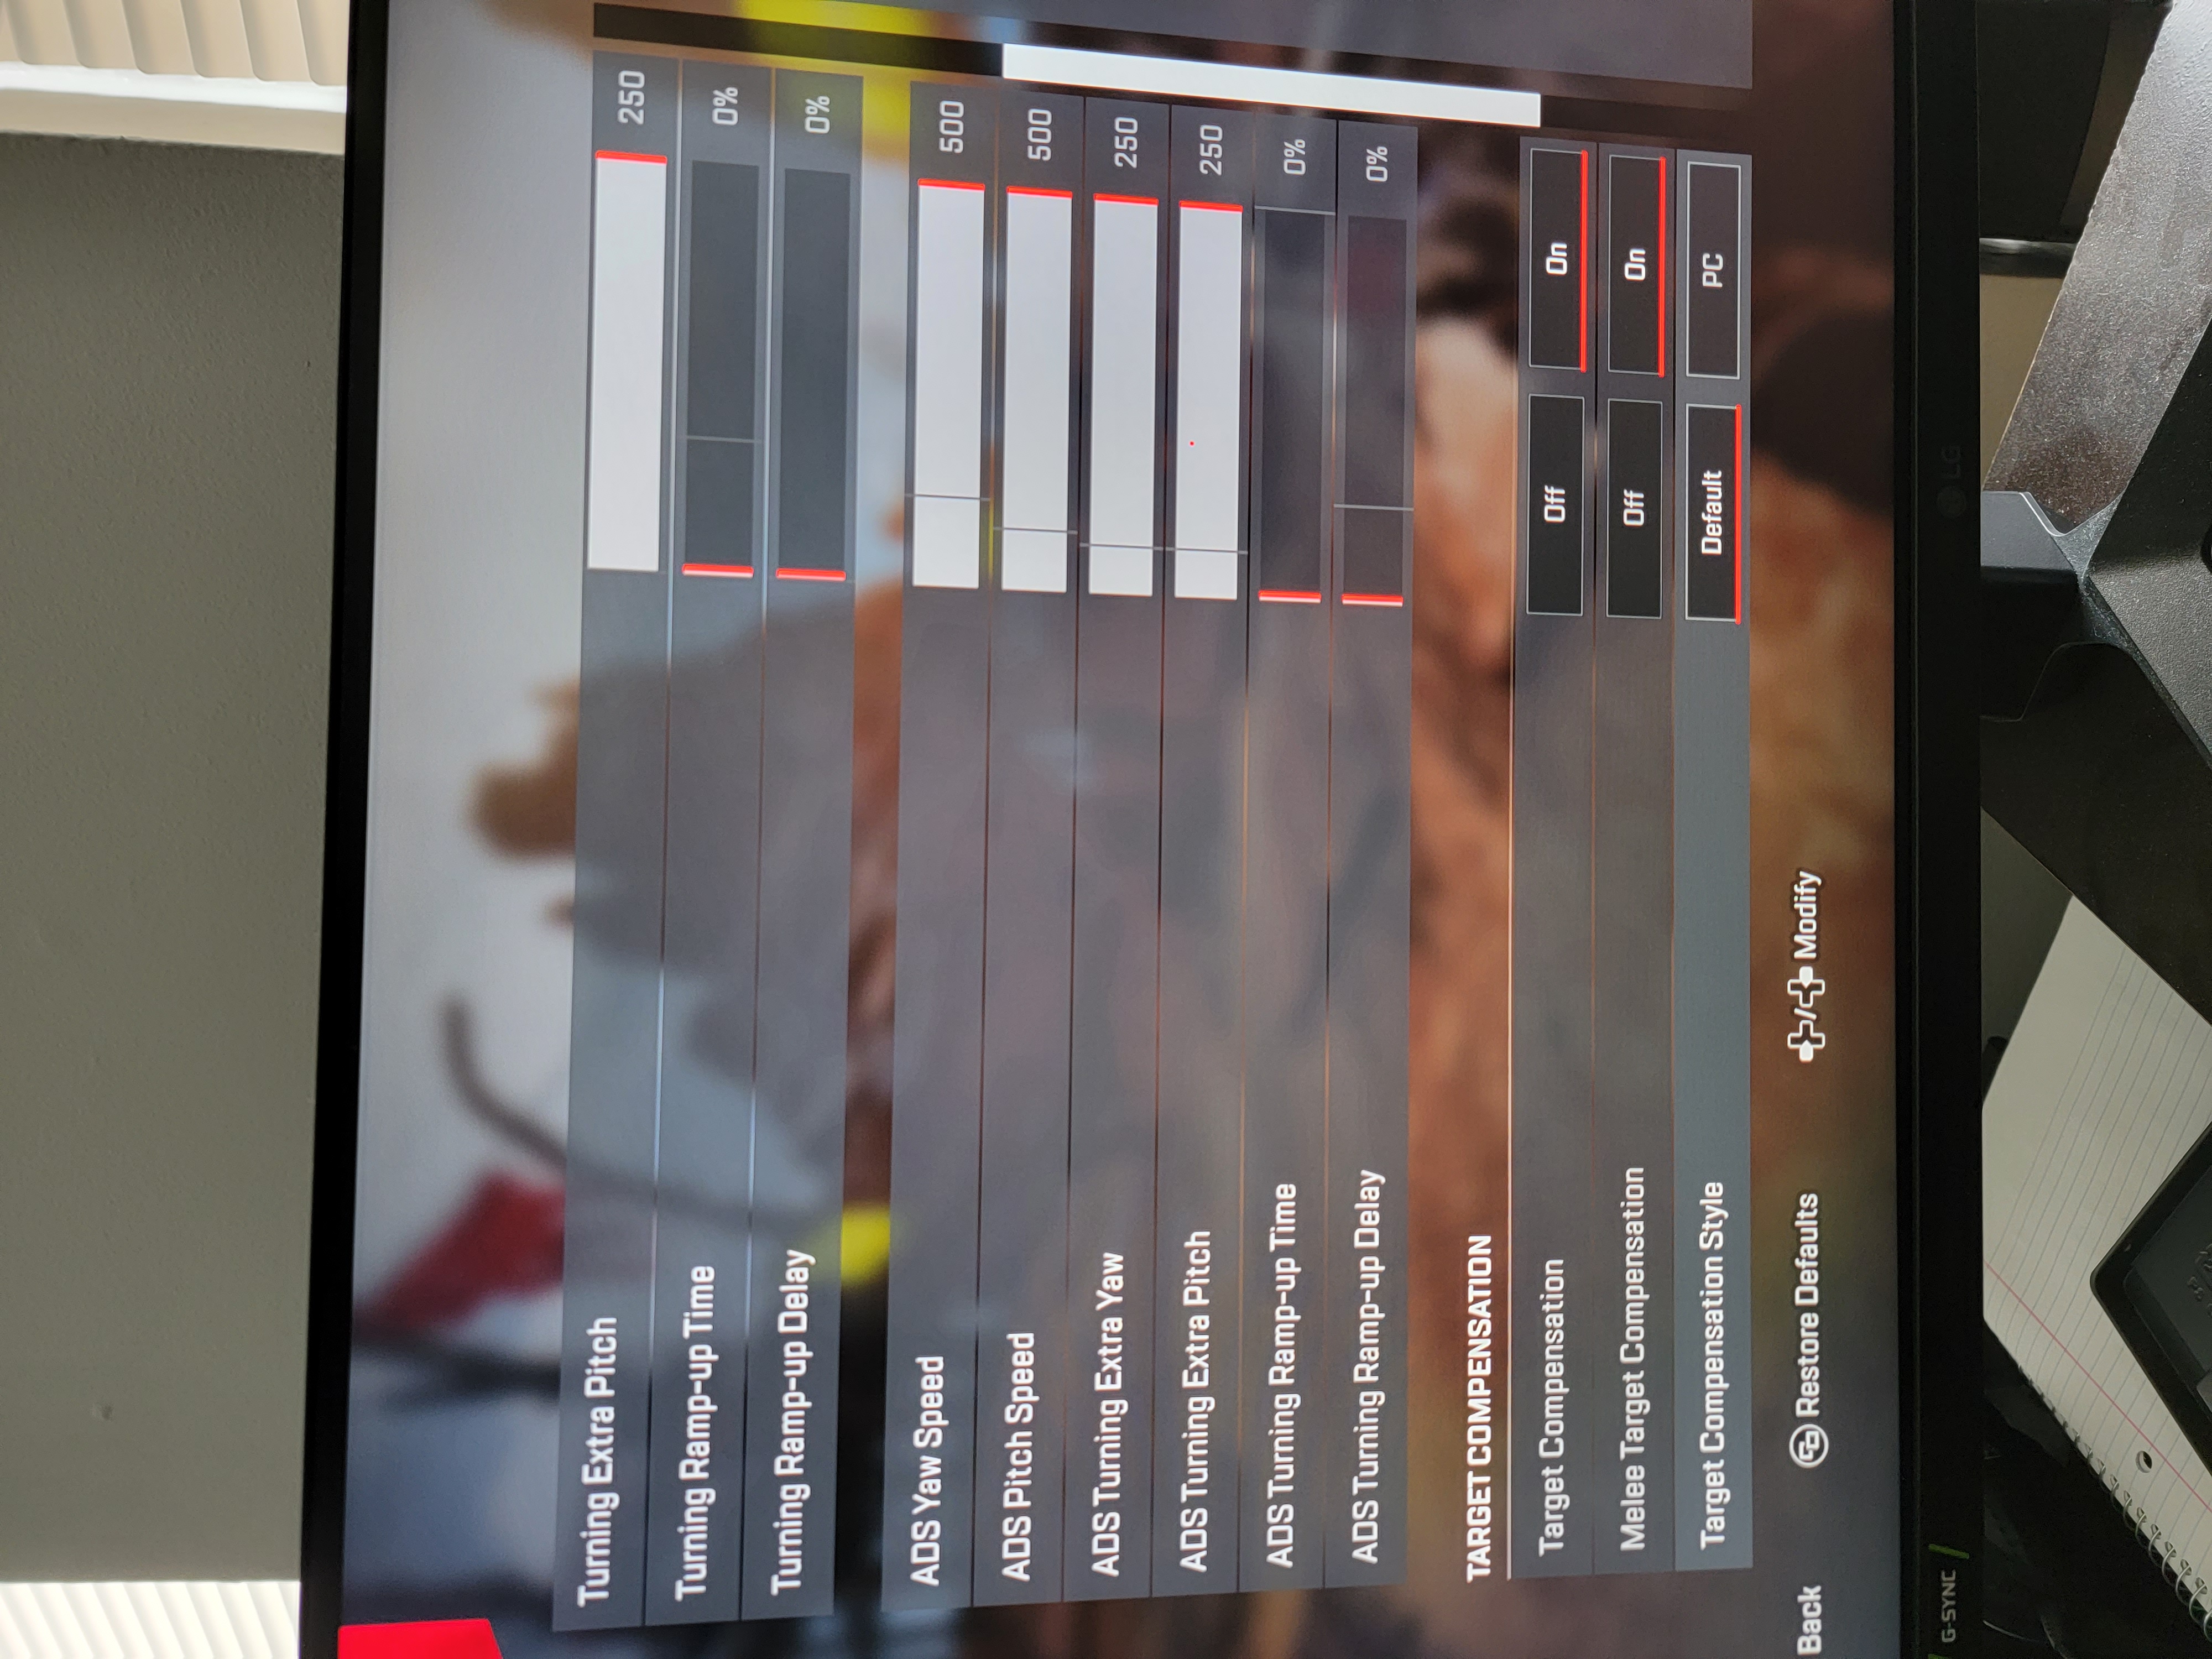 Turning Extra Pitch 250
Turning Ramp-up Time 0%
Turning Ramp-up Delay 0%
ADS Yaw Speed 500
ADS Pitch Speed 500
ADS Turning Extra Yaw 250
ADS Turning Extra Pitch 250
ADS Turning Ramp-up Time 0%
ADS Turning Ramp-up Delay 0%
TARGET COMPENSATION
Target Compensation Off On
Melee Target Compensation Off On
Target Compensation Style Default PC
Back Restore Defaults / Modify
G-SYNC
LG